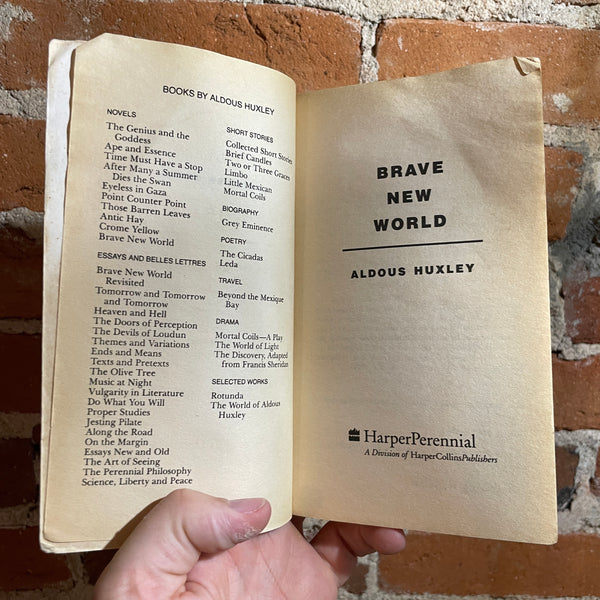 BOOKS BY ALDOUS HUXLEY
NOVELS
The Genius and the
Goddess
Ape and Essence
Time Must Have a Stop
After Many a Summer
Dies the Swan
Eyeless in Gaza
Point Counter Point
Those Barren Leaves
Antic Hay
Crome Yellow
Brave New World
ESSAYS AND BELLES LETTRES
Brave New World
Revisited
Tomorrow and Tomorrow
and Tomorrow
Heaven and Hell
The Doors of Perception
The Devils of Loudun
Themes and Variations
Ends and Means
Texts and Pretexts
The Olive Tree
Music at Night
Vulgarity in Literature
Do What You Will
Proper Studies
Jesting Pilate
Along the Road
On the Margin
Essays New and Old
The Art of Seeing
The Perennial Philosophy
Science, Liberty and Peace
SHORT STORIES
Collected Short Stories
Brief Candles
Two or Three Graces
Limbo
Little Mexican
Mortal Coils
BIOGRAPHY
Grey Eminence
POETRY
The Cicadas
Leda
TRAVEL
Beyond the Mexique
Bay
DRAMA
Mortal Coils—A Play
The World of Light
The Discovery, Adapted
from Francis Sheridan
SELECTED WORKS
Rotunda
The World of Aldous
Huxley
BRAVE
NEW
WORLD
ALDOUS HUXLEY
HarperPerennial
A Division of HarperCollinsPublishers